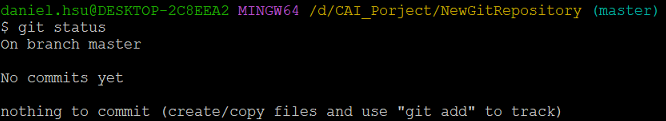 daniel.hsu@DESKTOP-2C8EEA2 MINGW64 /d/CAI_Porject/NewGitRepository (master)
$ git status
On branch master
No commits yet
nothing to commit (create/copy files and use "git add" to track)